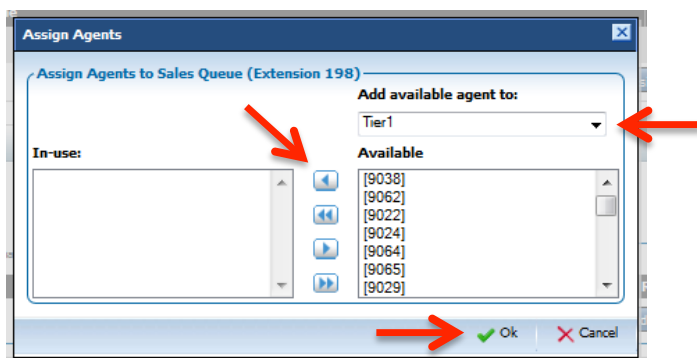 Assign Agents
Assign Agents to Sales Queue (Extension 198)
Add available agent to:
Tier1
In-use:
Available
[9038]
[9062]
[9022]
[9024]
[9064]
[9065]
[9029]
Ok
Cancel